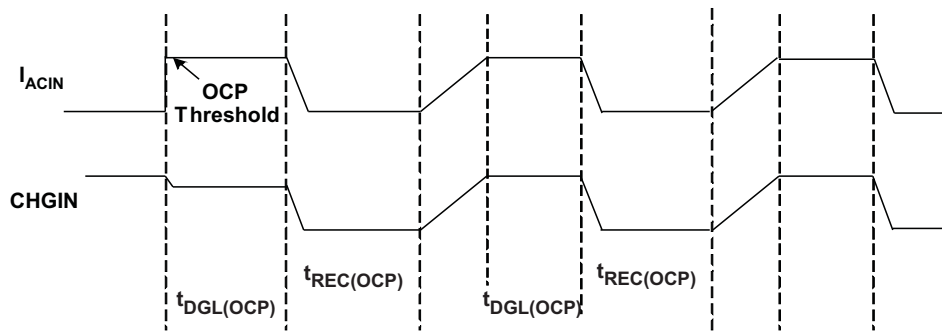 IACIN
OCP
Threshold
CHGIN
tREC(OCP)
tREC(OCP)
tDGL(OCP)
tDGL(OCP)